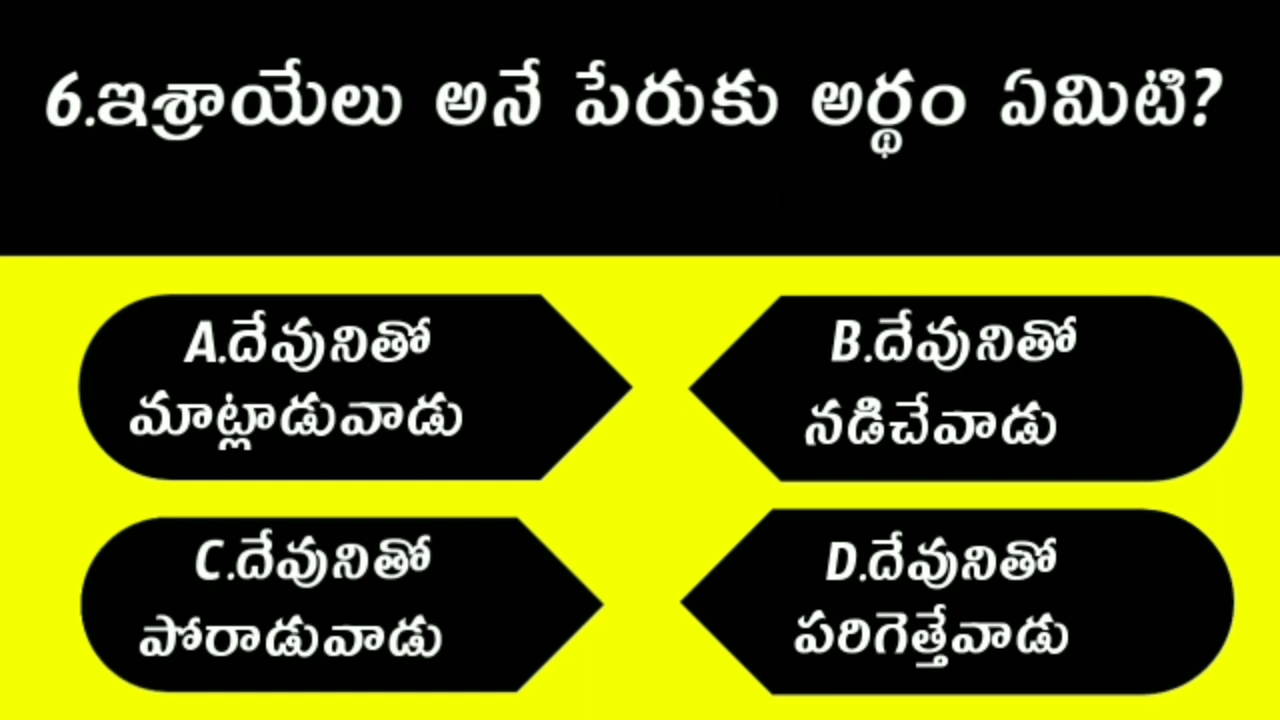 6.ఇశ్రాయేలు అనే పేరుకు అర్థం ఏమిటి?
A.దేవునితో
మాట్లాడువాడు
B.దేవునితో
నడిచేవాడు
C.దేవునితో
పోరాడువాడు
D.దేవునితో
పరిగెత్తేవాడు